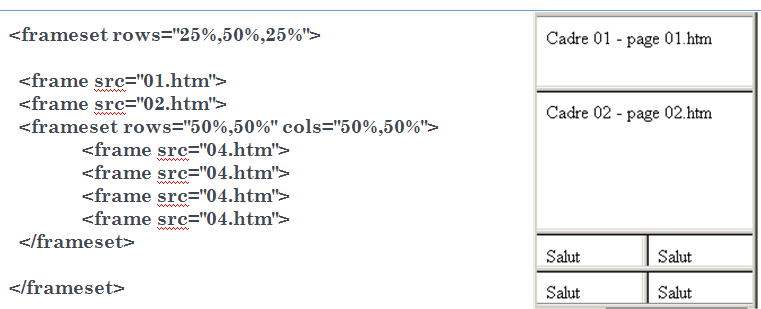 <frameset rows="25%,50%,25%">
<frame src="01.htm">
<frame src="02.htm">
<frameset rows="50%,50%" cols="50%,50%">
<frame src="04.htm">
<frame src="04.htm">
<frame src="04.htm">
<frame src="04.htm">
</frameset>
</frameset>
Cadre 01 - page 01.htm
Cadre 02 - page 02.htm
Salut Salut
Salut Salut